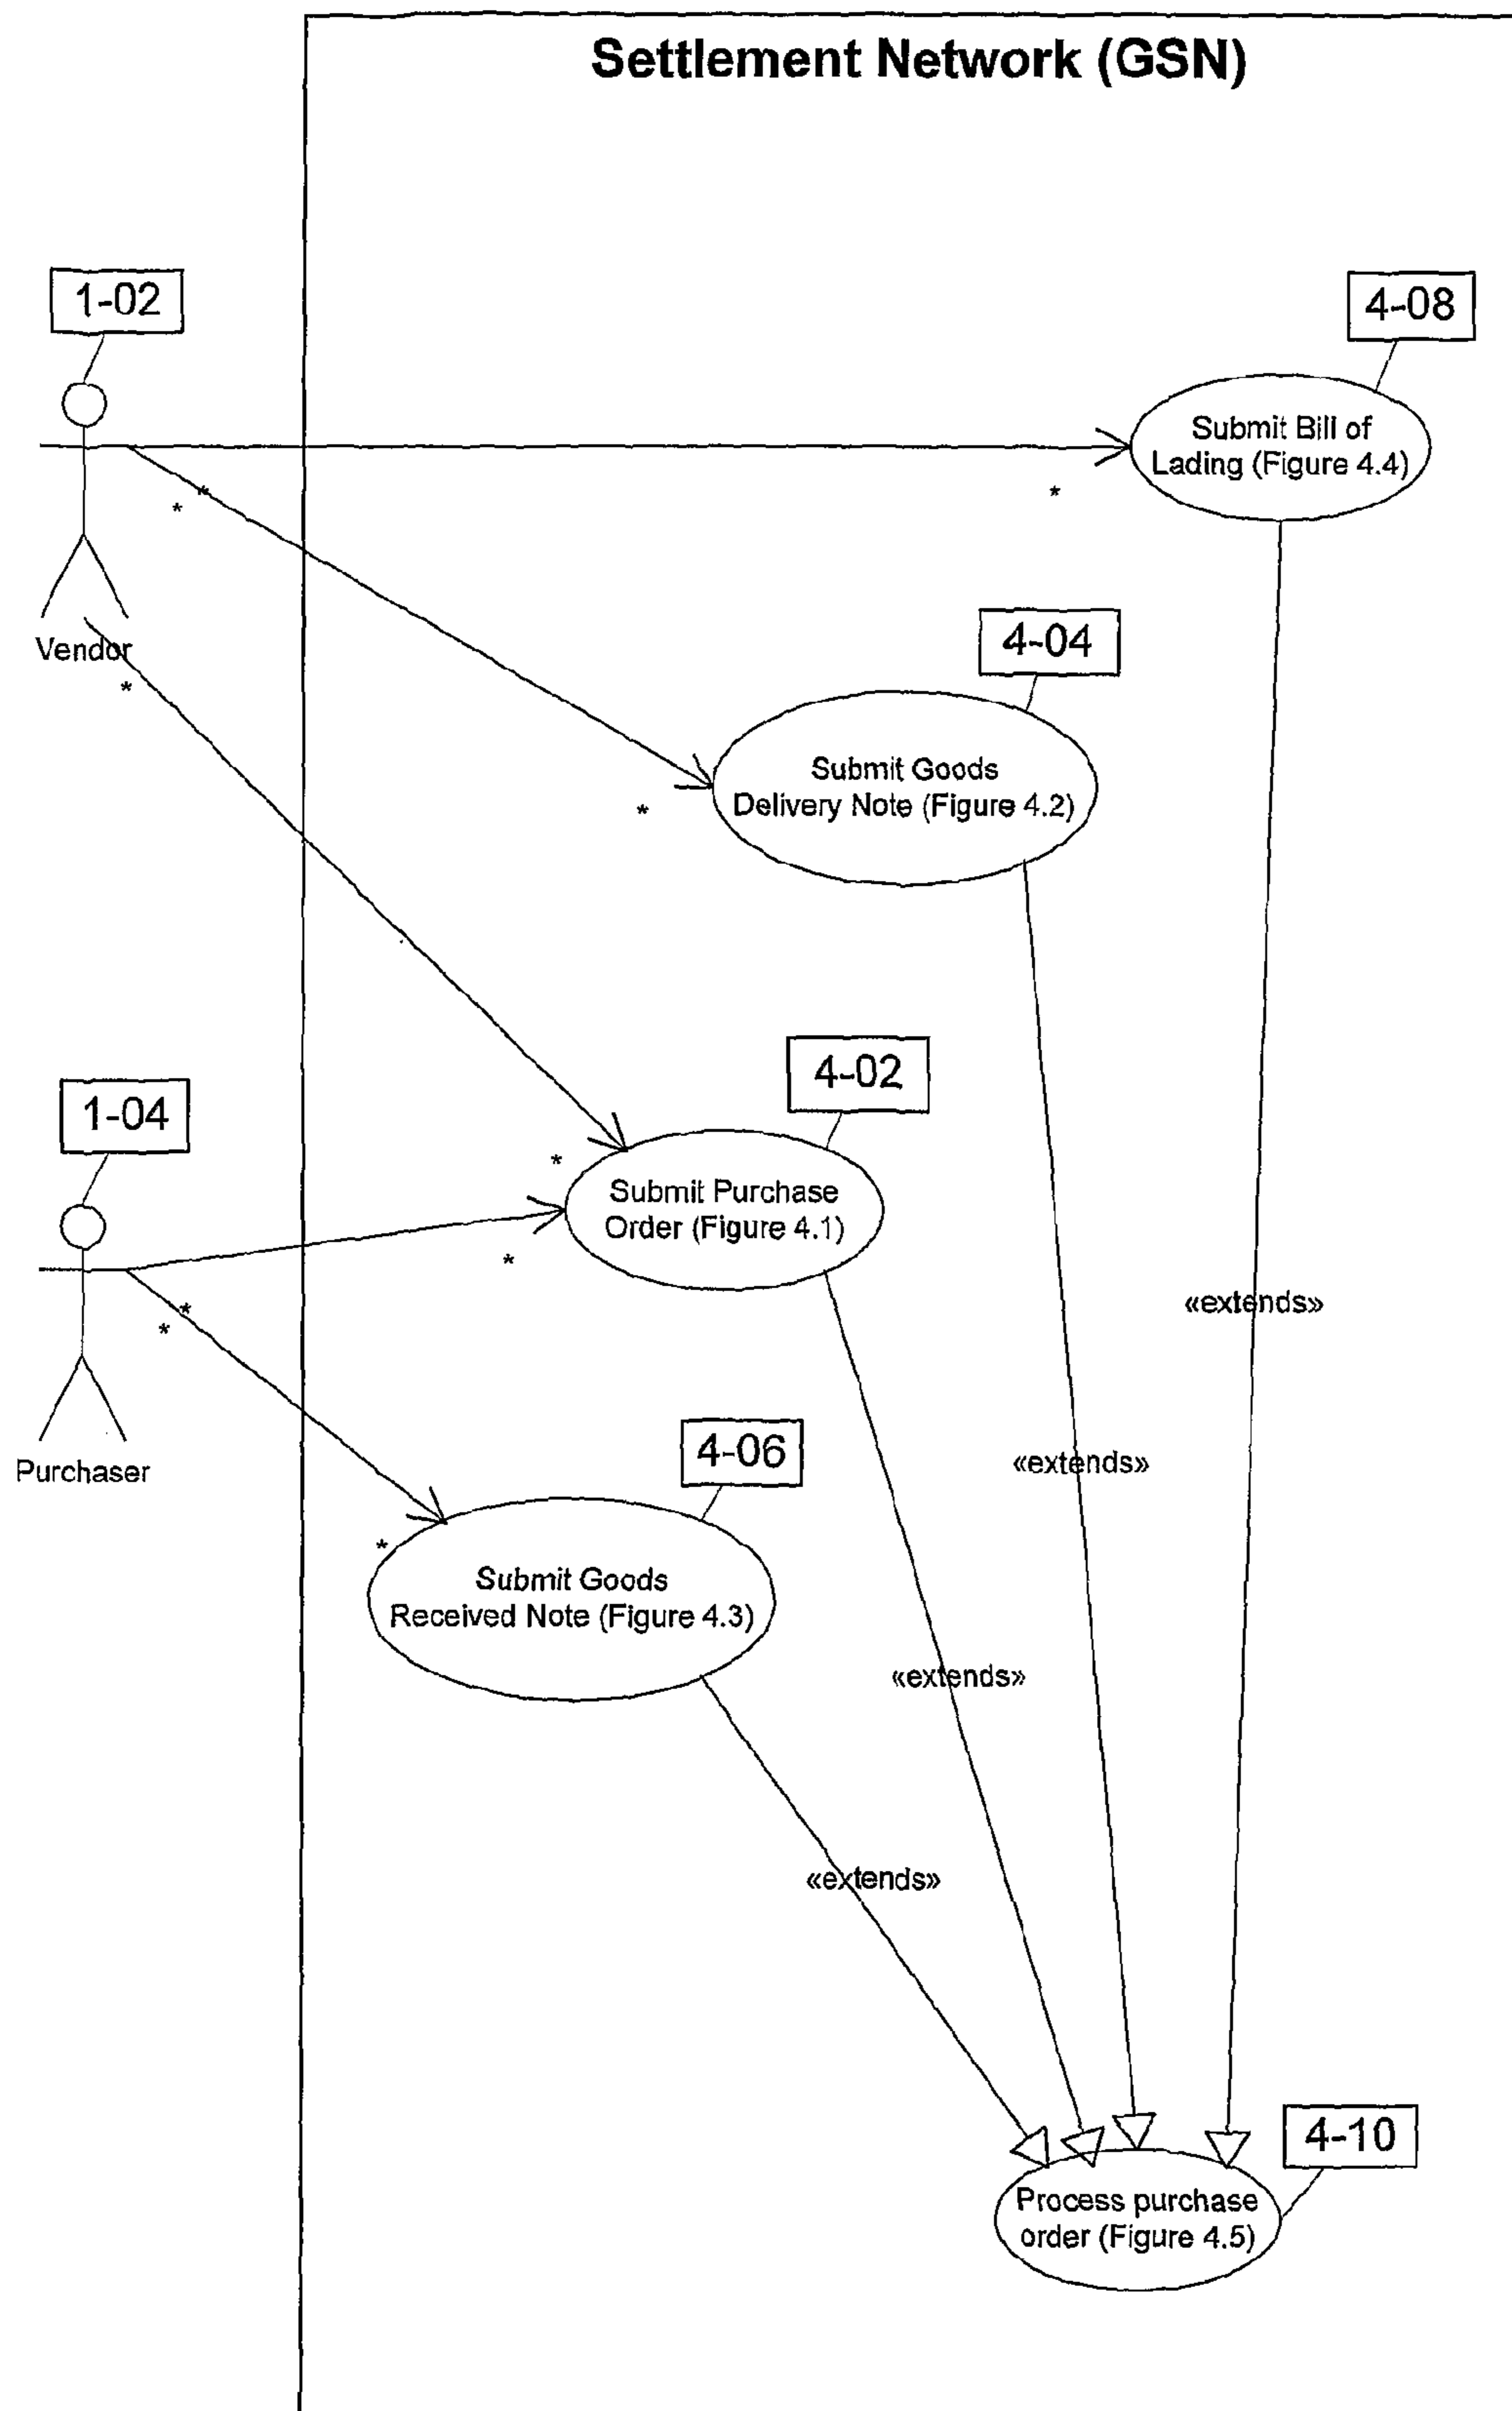 Settlement Network (GSN)
1-02
4-08
Submit Bill of
Lading (Figure 4.4)
*
*
*
Vendor
*
4-04
Submit Goods
Delivery Note (Figure 4.2)
*
4-02
1-04
*
Submit Purchase
Order (Figure 4.1)
*
*
*
«extends»
Purchaser
4-06
«extends»
*
Submit Goods
Received Note (Figure 4.3)
«extends»
«extends»
4-10
Process purchase
order (Figure 4.5)